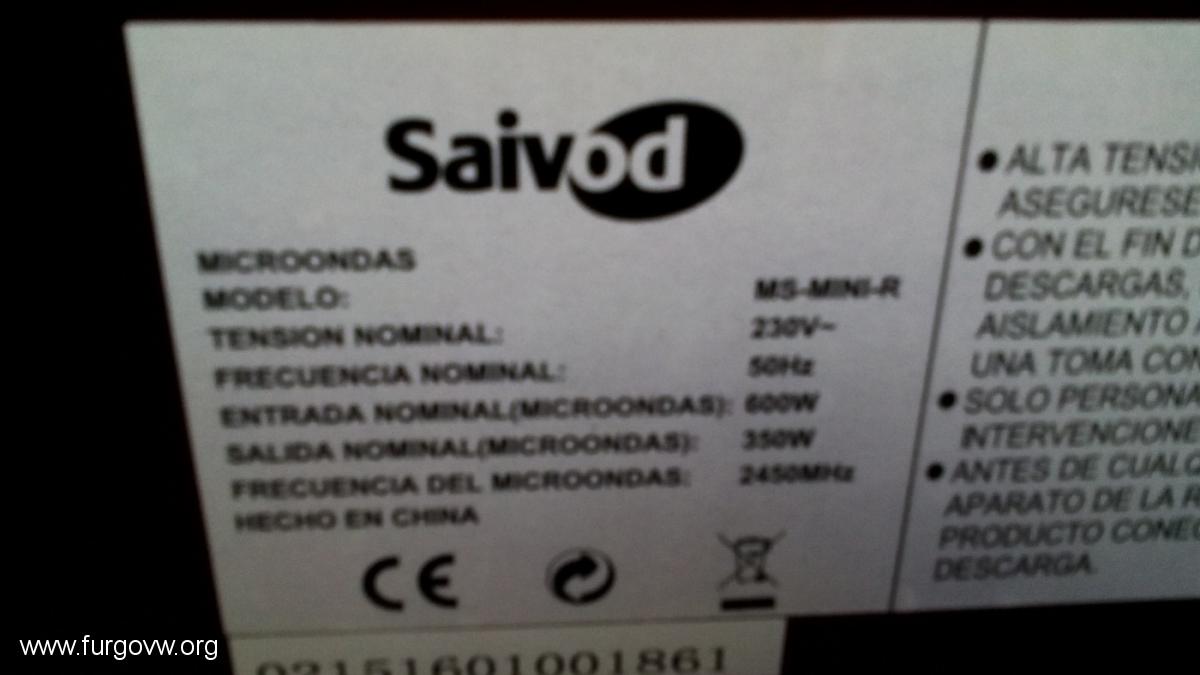 Saivod
MICROONDAS
MODELO: MS-MINI-R
TENSION NOMINAL: 230V~
FRECUENCIA NOMINAL: 50Hz
ENTRADA NOMINAL(MICROONDAS): 600W
SALIDA NOMINAL(MICROONDAS): 350W
FRECUENCIA DEL MICROONDAS: 2450MHz
HECHO EN CHINA
CE
02151601001861
● ALTA TENSI
ASEGURESE
● CON EL FIN D
DESCARGAS,
AISLAMIENTO
UNA TOMA CON
● SOLO PERSONA
INTERVENCIONE
● ANTES DE CUALQ
APARATO DE LA R
PRODUCTO CONEC
DESCARGA.
www.furgovw.org